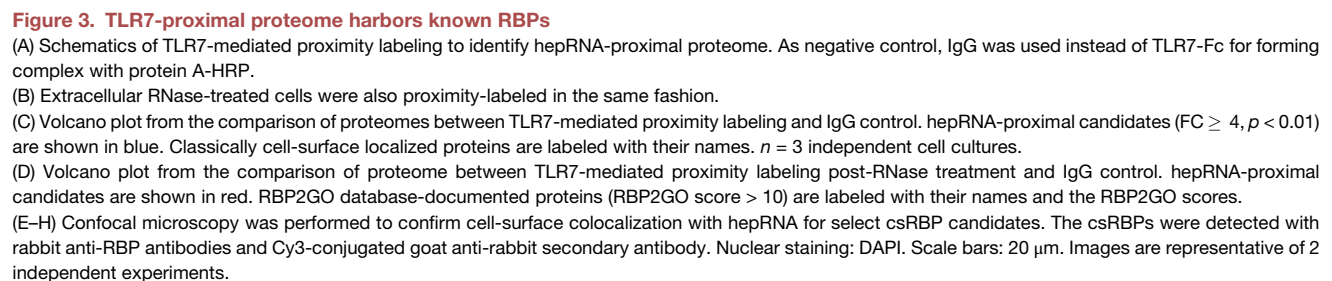 Figure 3. TLR7-proximal proteome harbors known RBPs
(A) Schematics of TLR7-mediated proximity labeling to identify hepRNA-proximal proteome. As negative control, IgG was used instead of TLR7-Fc for forming
complex with protein A-HRP.
(B) Extracellular RNase-treated cells were also proximity-labeled in the same fashion.
(C) Volcano plot from the comparison of proteomes between TLR7-mediated proximity labeling and IgG control. hepRNA-proximal candidates (FC ≥ 4, p < 0.01)
are shown in blue. Classically cell-surface localized proteins are labeled with their names. n = 3 independent cell cultures.
(D) Volcano plot from the comparison of proteome between TLR7-mediated proximity labeling post-RNase treatment and IgG control. hepRNA-proximal
candidates are shown in red. RBP2GO database-documented proteins (RBP2GO score > 10) are labeled with their names and the RBP2GO scores.
(E–H) Confocal microscopy was performed to confirm cell-surface colocalization with hepRNA for select csRBP candidates. The csRBPs were detected with
rabbit anti-RBP antibodies and Cy3-conjugated goat anti-rabbit secondary antibody. Nuclear staining: DAPI. Scale bars: 20 μm. Images are representative of 2
independent experiments.